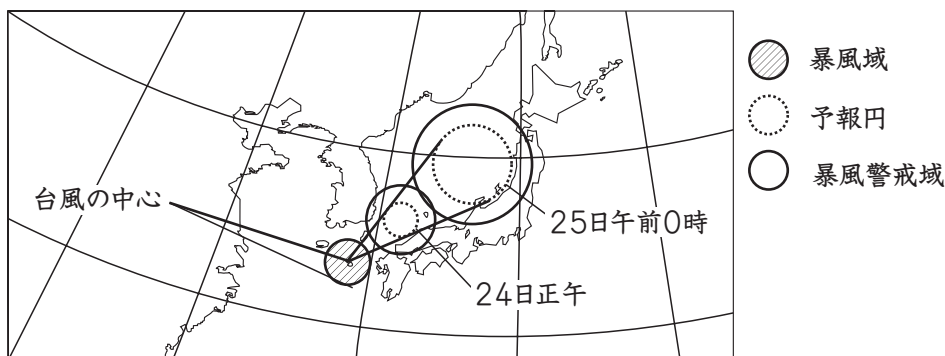 台風の中心
25日午前0時
24日正午
暴風域
予報円
暴風警戒域